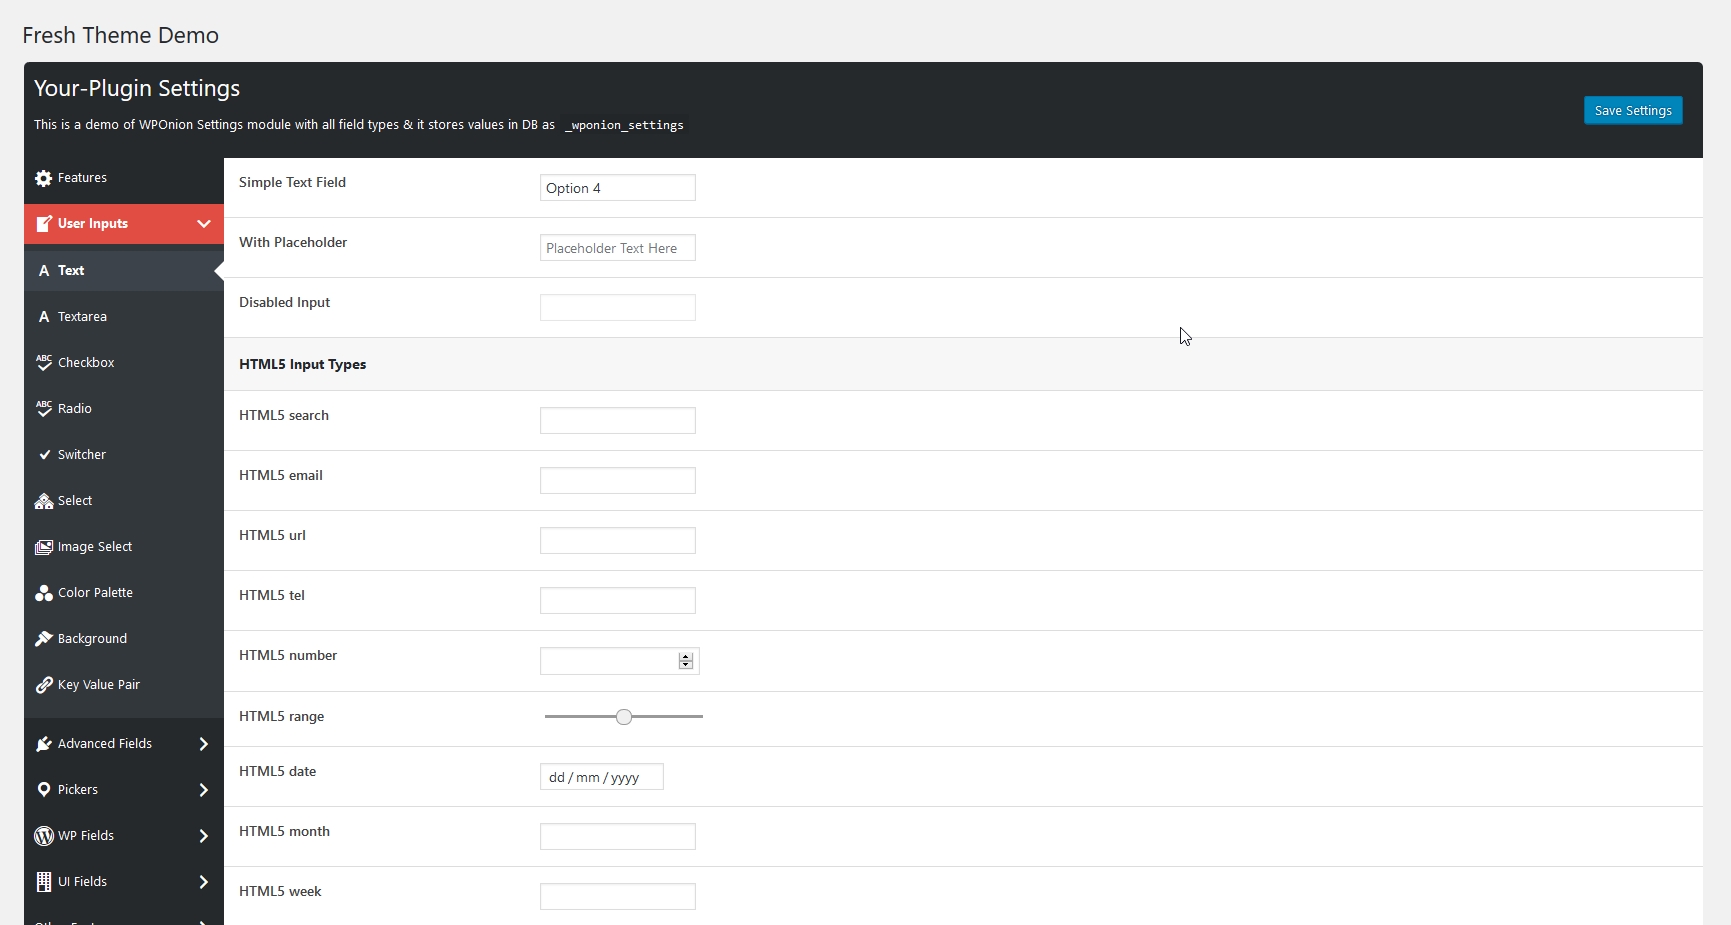 Fresh Theme Demo
Your-Plugin Settings
This is a demo of WPOnion Settings module with all field types & it stores values in DB as _wponion_settings
Save Settings
Features
User Inputs
Text
Textarea
Checkbox
Radio
Switcher
Select
Image Select
Color Palette
Background
Key Value Pair
Advanced Fields
Pickers
WP Fields
UI Fields
Simple Text Field
Option 4
With Placeholder
Placeholder Text Here
Disabled Input
HTML5 Input Types
HTML5 search
HTML5 email
HTML5 url
HTML5 tel
HTML5 number
HTML5 range
HTML5 date
dd / mm / yyyy
HTML5 month
HTML5 week